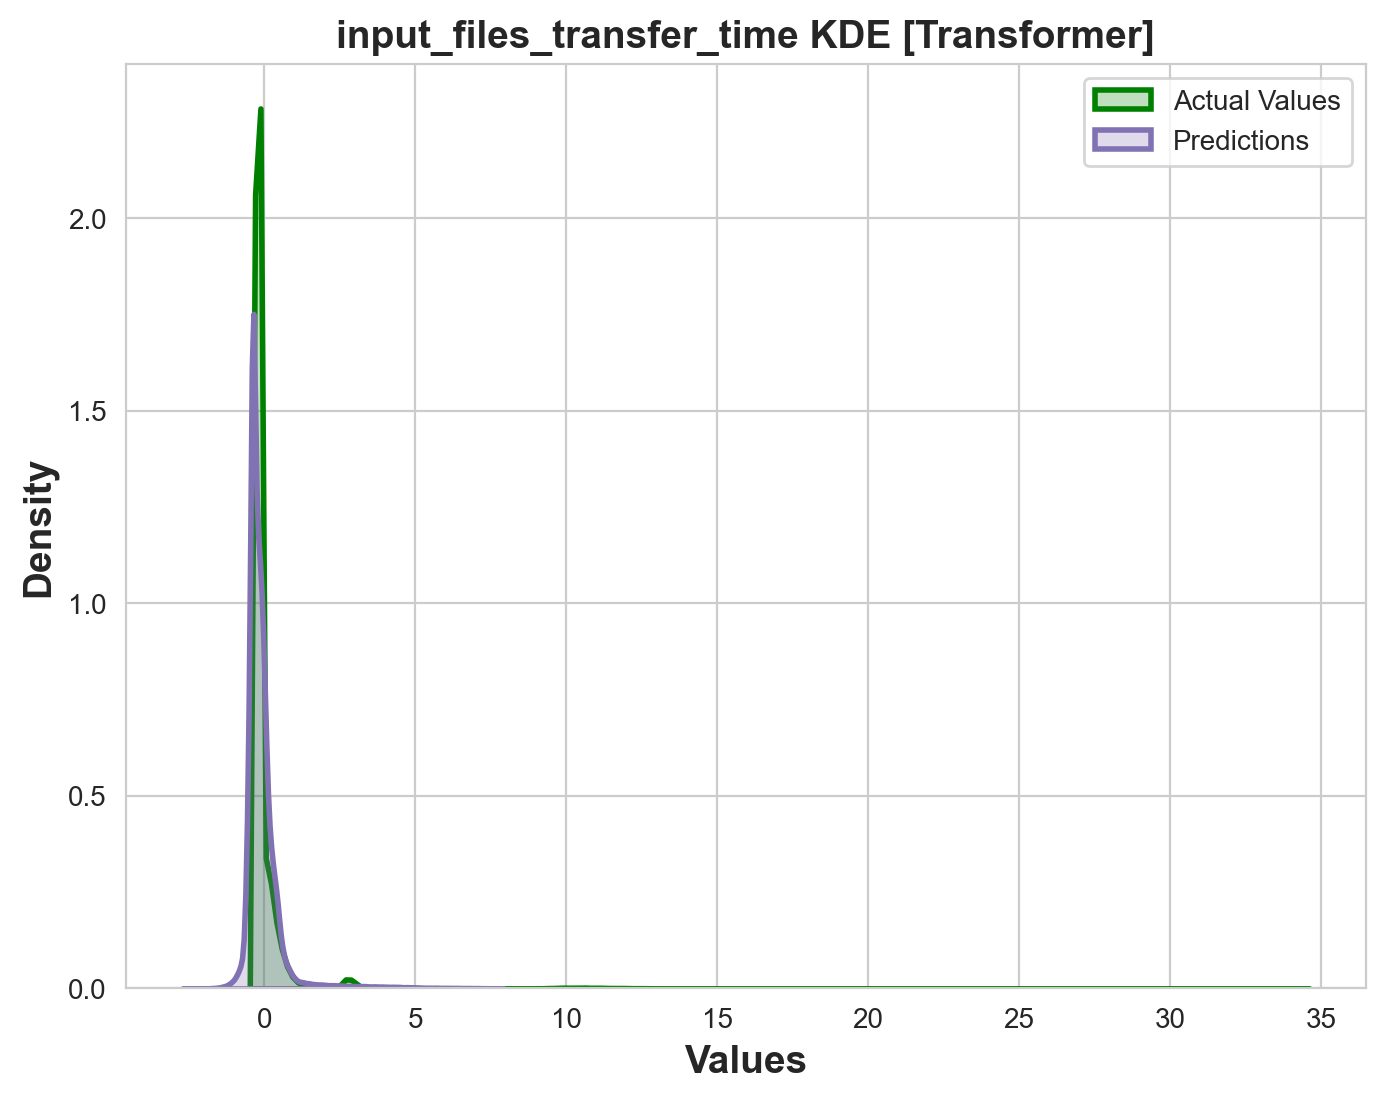 input_files_transfer_time KDE [Transformer]
Actual Values
Predictions
Density
2.0
1.5
1.0
0.5
0.0
0 5 10 15 20 25 30 35
Values